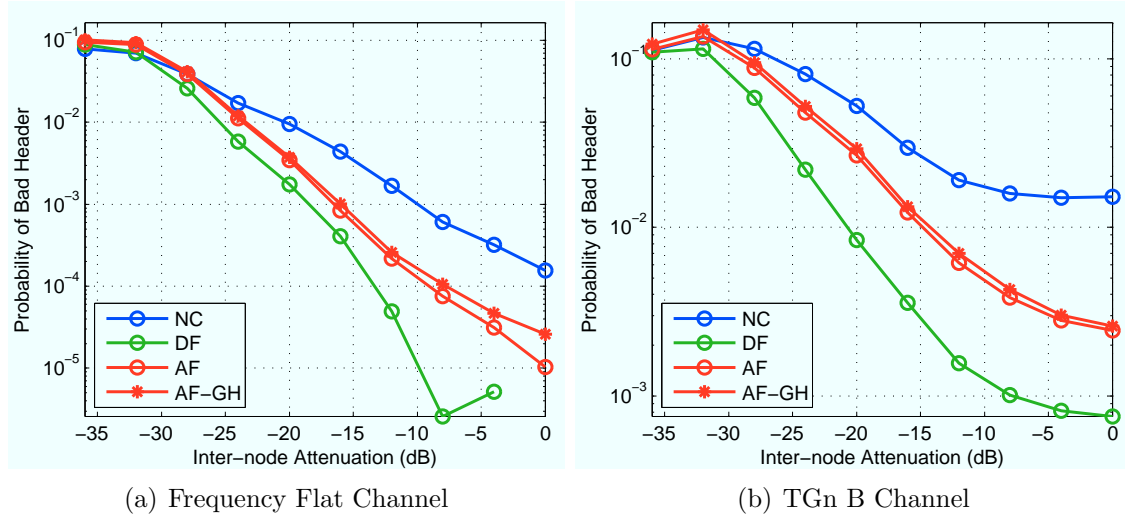 10⁻¹
10⁻²
10⁻³
10⁻⁴
10⁻⁵
Probability of Bad Header
NC
DF
AF
AF−GH
−35 −30 −25 −20 −15 −10 −5 0
Inter−node Attenuation (dB)
(a) Frequency Flat Channel
10⁻¹
10⁻²
10⁻³
Probability of Bad Header
NC
DF
AF
AF−GH
−35 −30 −25 −20 −15 −10 −5 0
Inter−node Attenuation (dB)
(b) TGn B Channel